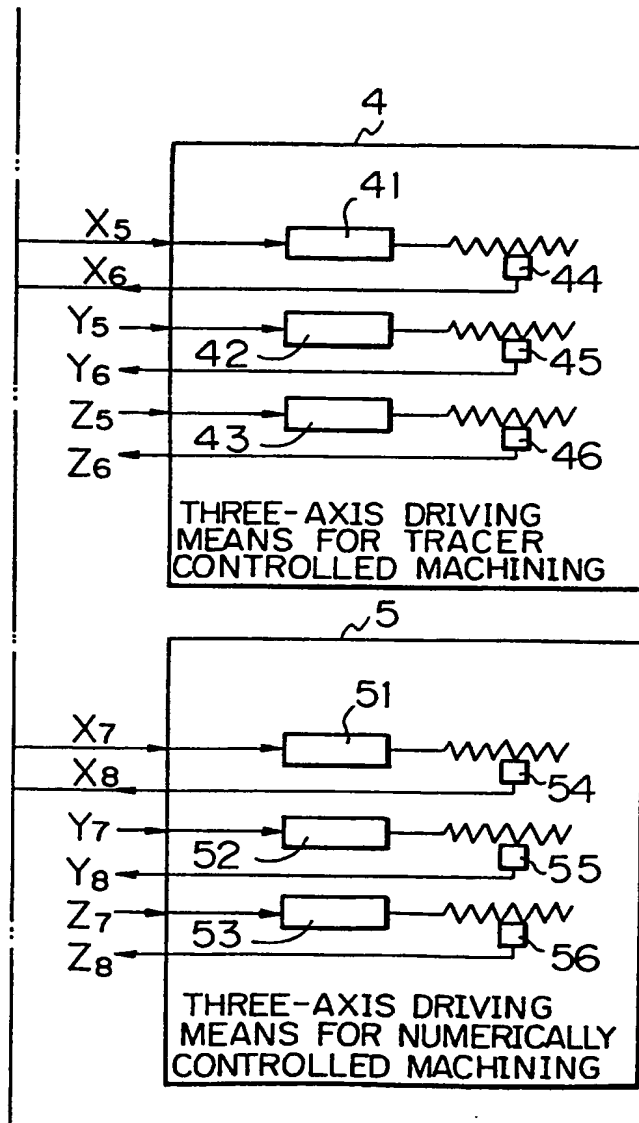 4
41
X5
X6
44
Y5
42
Y6
45
Z5
43
Z6
46
THREE-AXIS DRIVING
MEANS FOR TRACER
CONTROLLED MACHINING
5
51
X7
X8
54
Y7
52
Y8
55
Z7
53
Z8
56
THREE-AXIS DRIVING
MEANS FOR NUMERICALLY
CONTROLLED MACHINING